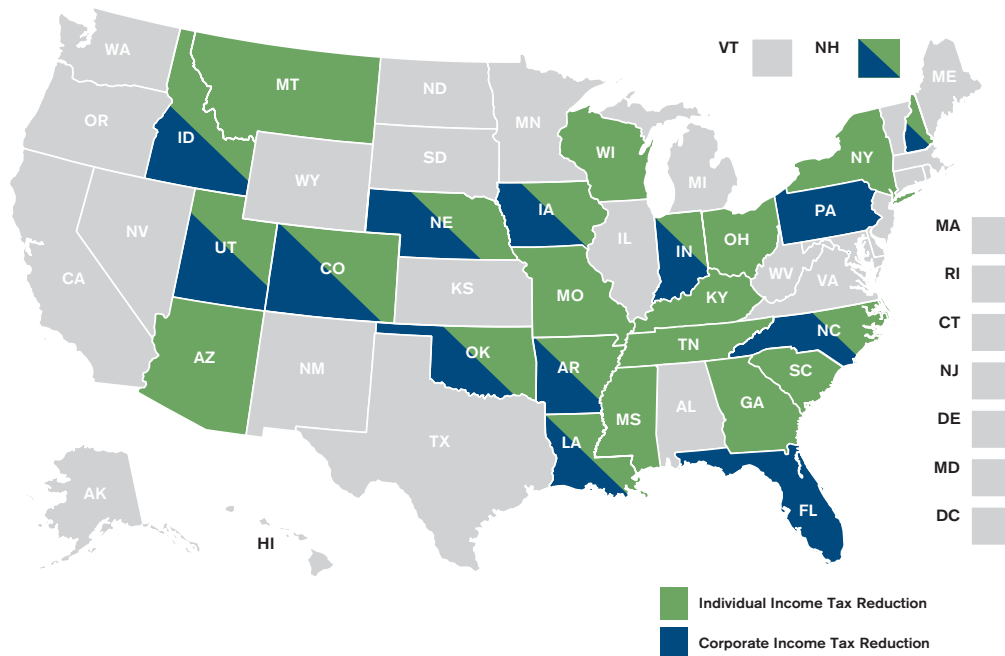 VT NH
WA
MT
ND
ME
OR
ID
MN
SD
WI
NY
WY
MI
NV
NE
IA
PA
UT
CO
IL
IN
OH
MA
CA
KS
MO
WV
VA
RI
KY
AZ
NM
OK
TN
NC
CT
AR
SC
NJ
TX
LA
MS
AL
GA
DE
AK
MD
HI
FL
DC
Individual Income Tax Reduction
Corporate Income Tax Reduction